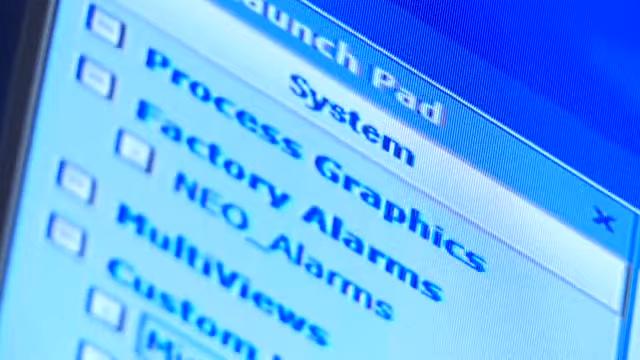 Launch Pad
System
Process Graphics
Factory Alarms
NEO_Alarms
MultiViews
Custom